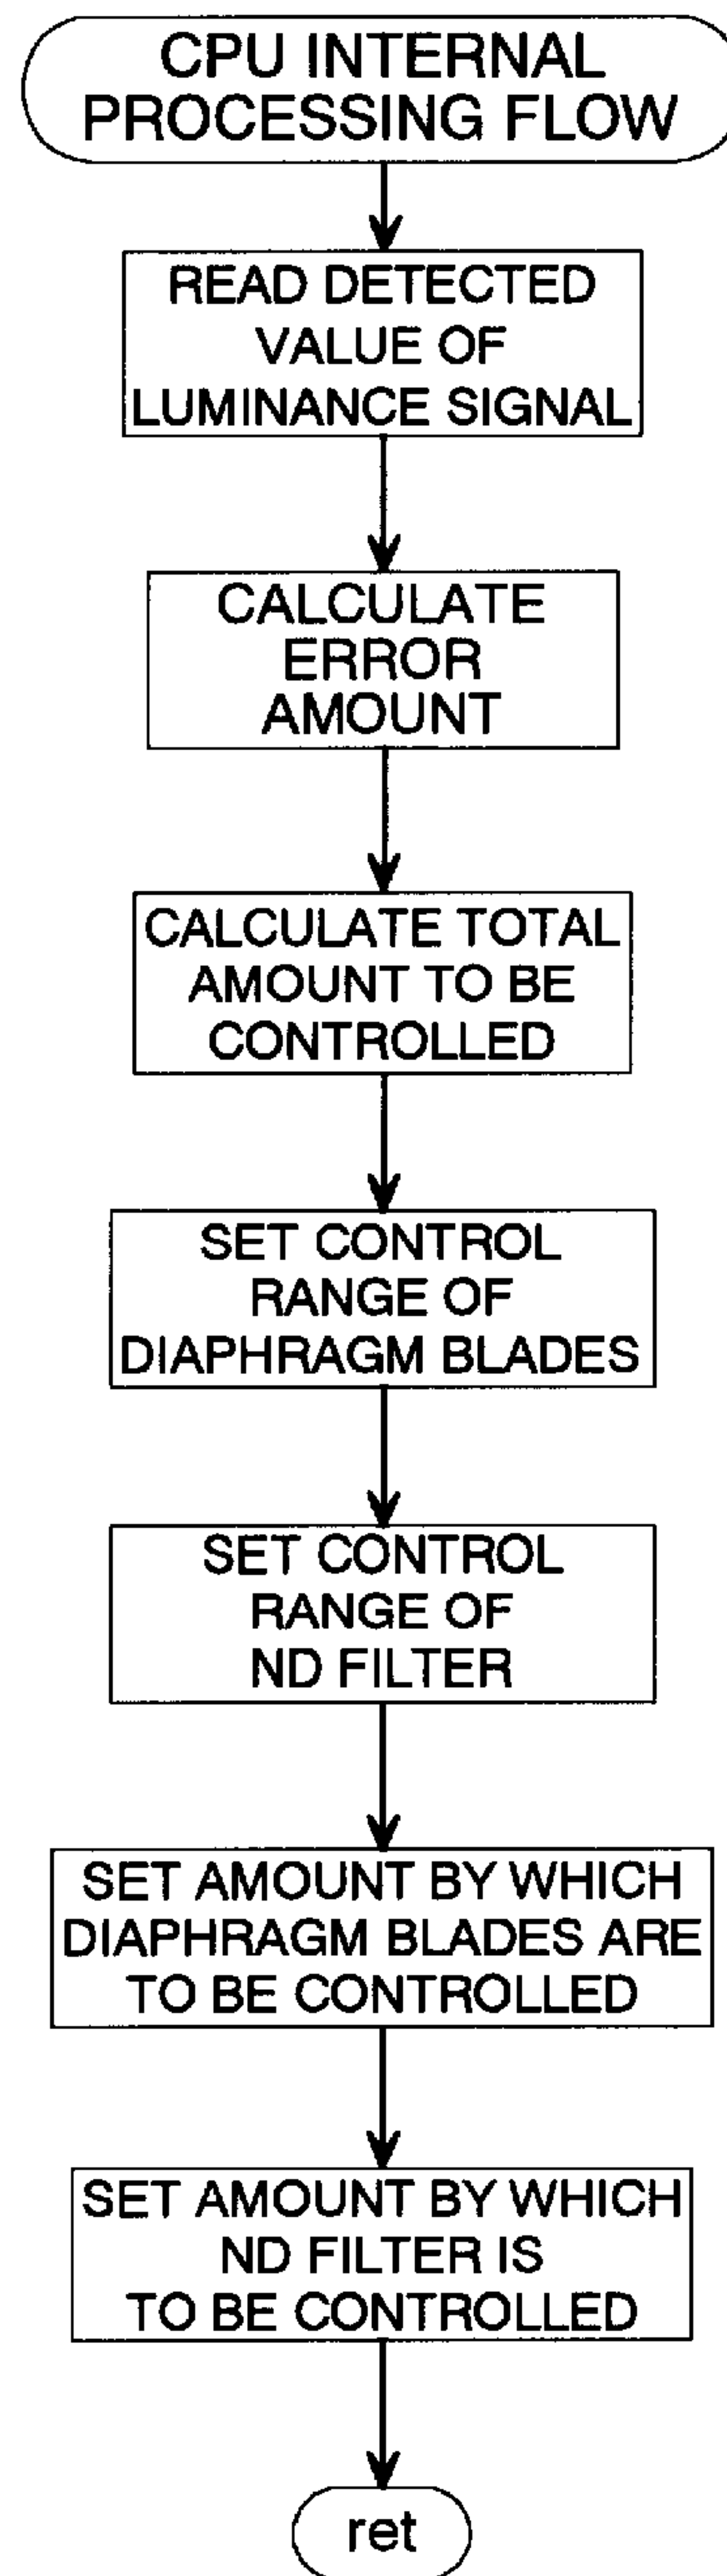 CPU INTERNAL
PROCESSING FLOW
READ DETECTED
VALUE OF
LUMINANCE SIGNAL
CALCULATE
ERROR
AMOUNT
CALCULATE TOTAL
AMOUNT TO BE
CONTROLLED
SET CONTROL
RANGE OF
DIAPHRAGM BLADES
SET CONTROL
RANGE OF
ND FILTER
SET AMOUNT BY WHICH
DIAPHRAGM BLADES ARE
TO BE CONTROLLED
SET AMOUNT BY WHICH
ND FILTER IS
TO BE CONTROLLED
ret